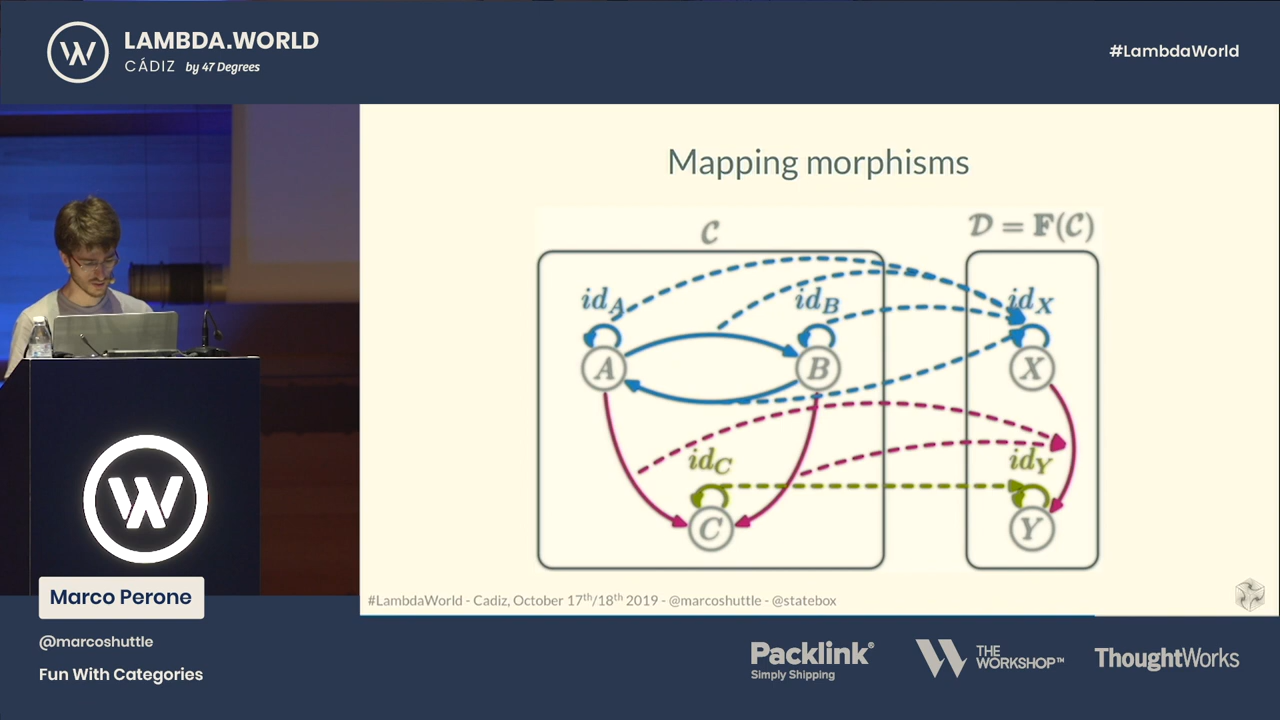 LAMBDA.WORLD
CÁDIZ by 47 Degrees
#LambdaWorld
Mapping morphisms
𝒞
𝒟 = 𝔽(𝒞)
id_A
id_B
id_X
A
B
X
id_C
id_Y
C
Y
#LambdaWorld - Cadiz, October 17th/18th 2019 - @marcoshuttle - @statebox
W
Marco Perone
@marcoshuttle
Fun With Categories
Packlink®
Simply Shipping
THE
WORKSHOP™
ThoughtWorks